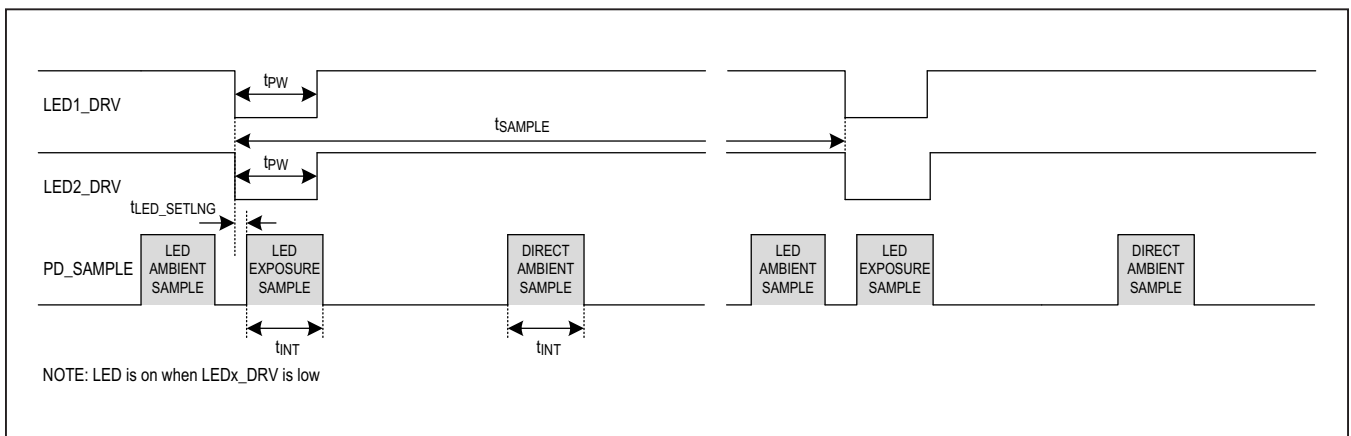 tPW
LED1_DRV
tSAMPLE
tPW
LED2_DRV
tLED_SETLNG
PD_SAMPLE
LED
AMBIENT
SAMPLE
LED
EXPOSURE
SAMPLE
DIRECT
AMBIENT
SAMPLE
LED
AMBIENT
SAMPLE
LED
EXPOSURE
SAMPLE
DIRECT
AMBIENT
SAMPLE
tINT
tINT
NOTE: LED is on when LEDx_DRV is low